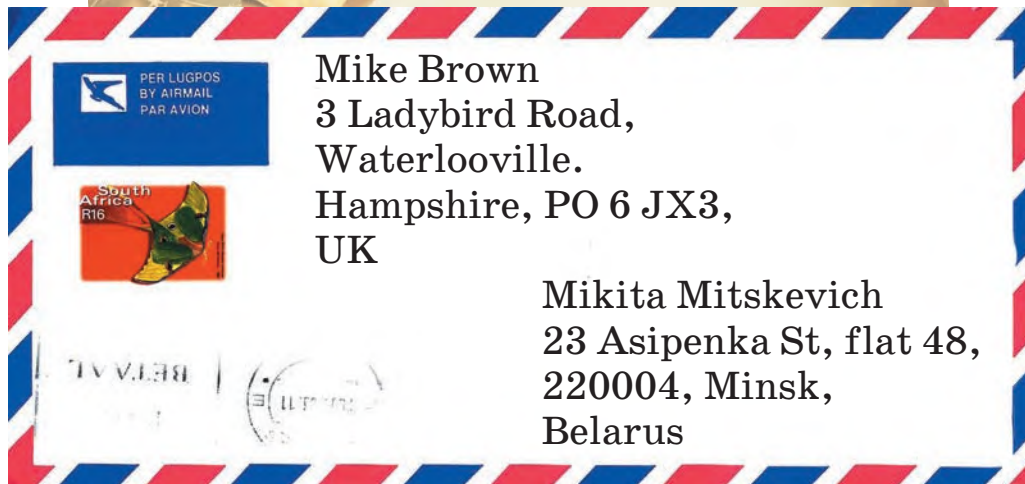 PER LUGPOS
BY AIRMAIL
PAR AVION
South
Africa
R16
Mike Brown
3 Ladybird Road,
Waterlooville.
Hampshire, PO 6 JX3,
UK
Mikita Mitskevich
23 Asipenka St, flat 48,
220004, Minsk,
Belarus